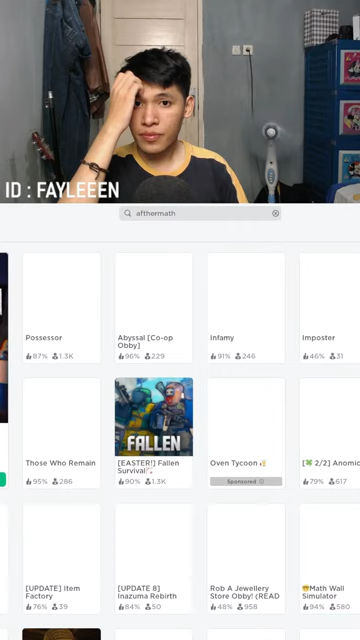 ID : FAYLEEEN
afthermath
Possessor
87% 1.3K
Abyssal [Co-op
Obby]
96% 229
Infamy
91% 246
Imposter
46% 31
Those Who Remain
95% 286
FALLEN
[EASTER!] Fallen
Survival
90% 1.3K
Oven Tycoon
Sponsored
[🍀 2/2] Anomic
79% 617
[UPDATE] Item
Factory
76% 39
[UPDATE 8]
Inazuma Rebirth
84% 50
Rob A Jewellery
Store Obby! (READ
48% 958
Math Wall
Simulator
94% 580